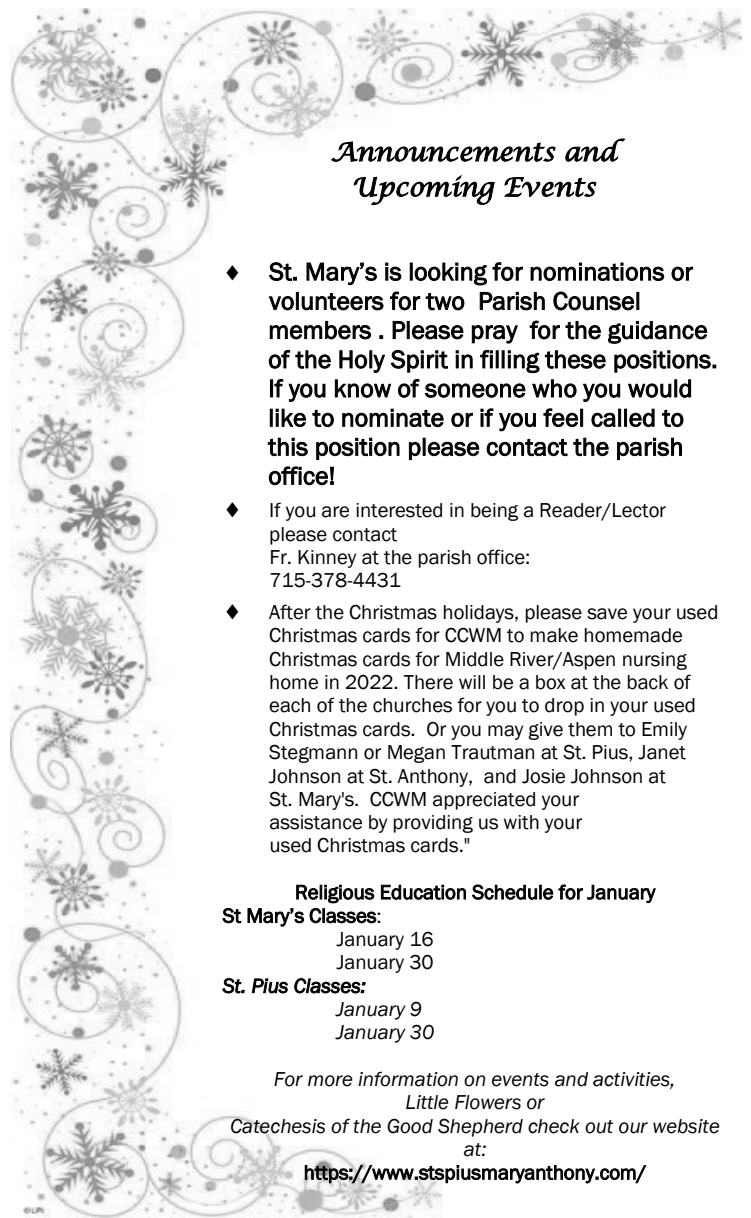 Announcements and
Upcoming Events
♦ St. Mary's is looking for nominations or
volunteers for two  Parish Counsel
members . Please pray  for the guidance
of the Holy Spirit in filling these positions.
If you know of someone who you would
like to nominate or if you feel called to
this position please contact the parish
office!
♦ If you are interested in being a Reader/Lector
please contact
Fr. Kinney at the parish office:
715-378-4431
♦ After the Christmas holidays, please save your used
Christmas cards for CCWM to make homemade
Christmas cards for Middle River/Aspen nursing
home in 2022. There will be a box at the back of
each of the churches for you to drop in your used
Christmas cards.  Or you may give them to Emily
Stegmann or Megan Trautman at St. Pius, Janet
Johnson at St. Anthony,  and Josie Johnson at
St. Mary's.  CCWM appreciated your
assistance by providing us with your
used Christmas cards."
Religious Education Schedule for January
St Mary's Classes:
January 16
January 30
St. Pius Classes:
January 9
January 30
For more information on events and activities,
Little Flowers or
Catechesis of the Good Shepherd check out our website
at:
https://www.stspiusmaryanthony.com/
©LPi